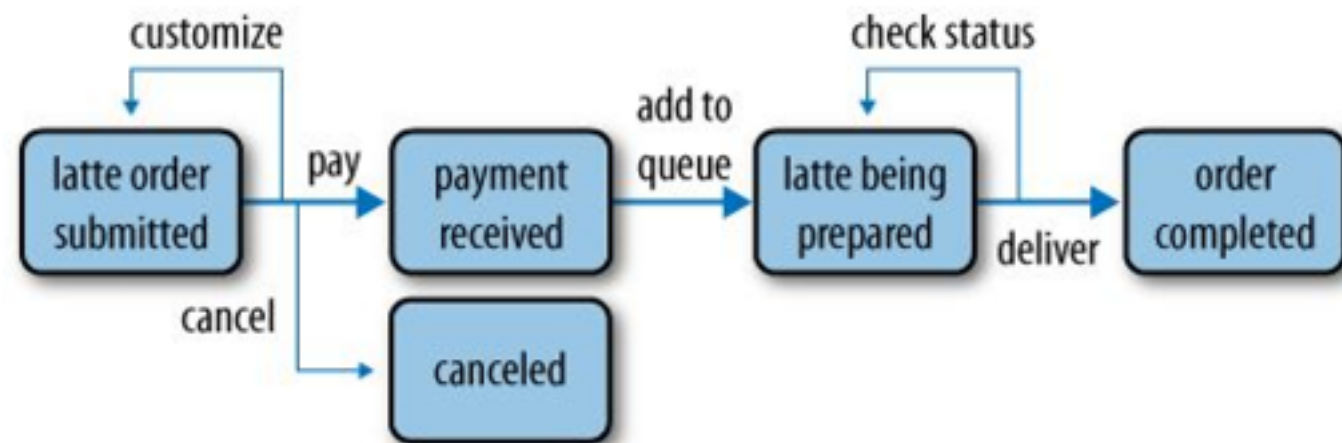 customize
check status
latte order
submitted
pay
payment
received
add to
queue
latte being
prepared
deliver
order
completed
cancel
canceled